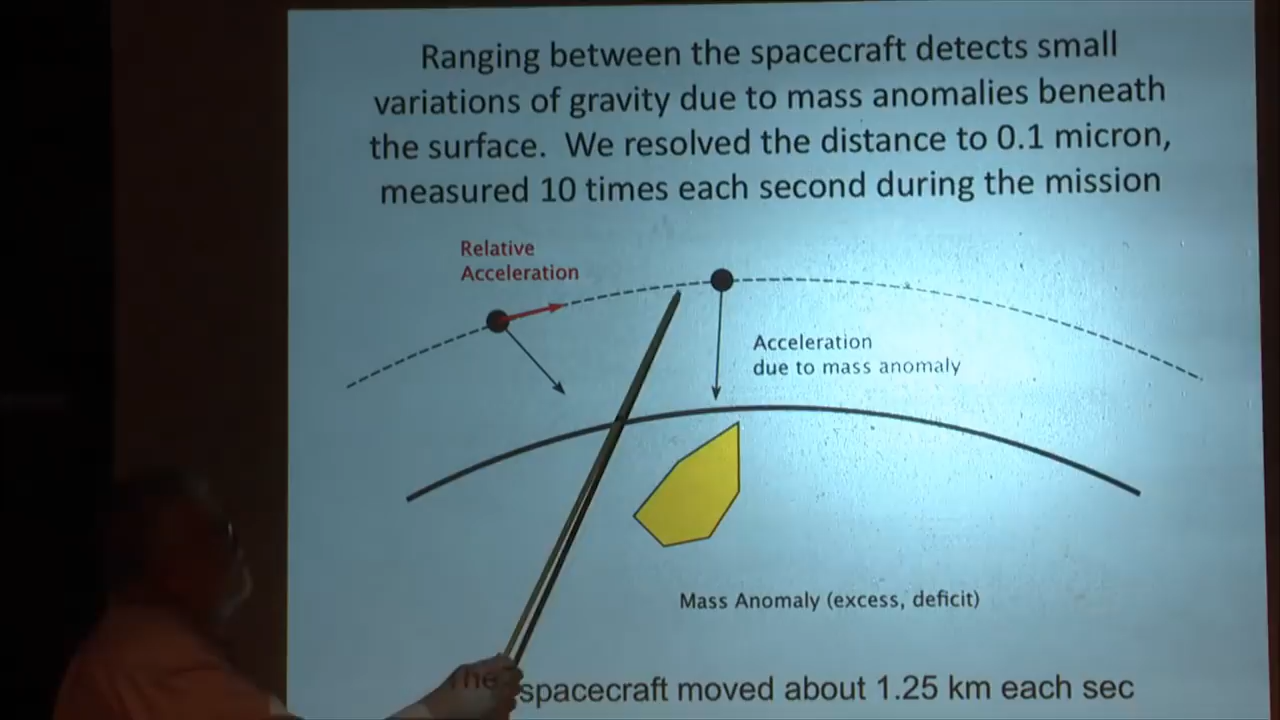 Ranging between the spacecraft detects small
variations of gravity due to mass anomalies beneath
the surface.  We resolved the distance to 0.1 micron,
measured 10 times each second during the mission
Relative
Acceleration
Acceleration
due to mass anomaly
Mass Anomaly (excess, deficit)
The spacecraft moved about 1.25 km each sec